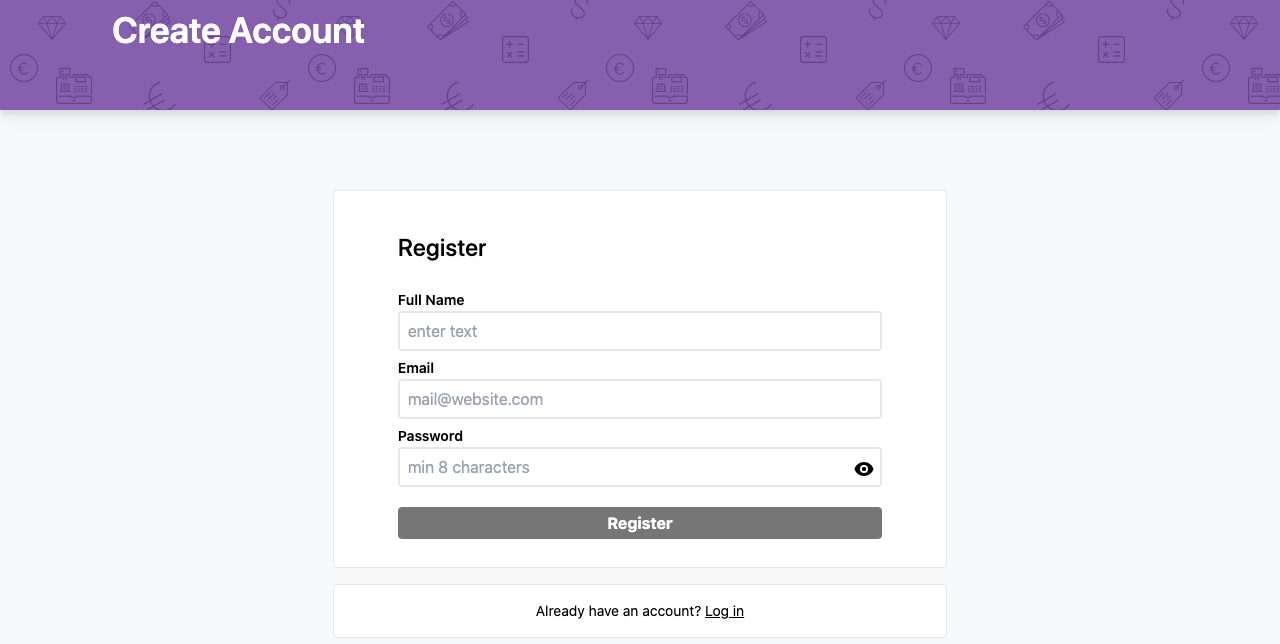 Create Account
Register
Full Name
enter text
Email
mail@website.com
Password
min 8 characters
Register
Already have an account? Log in